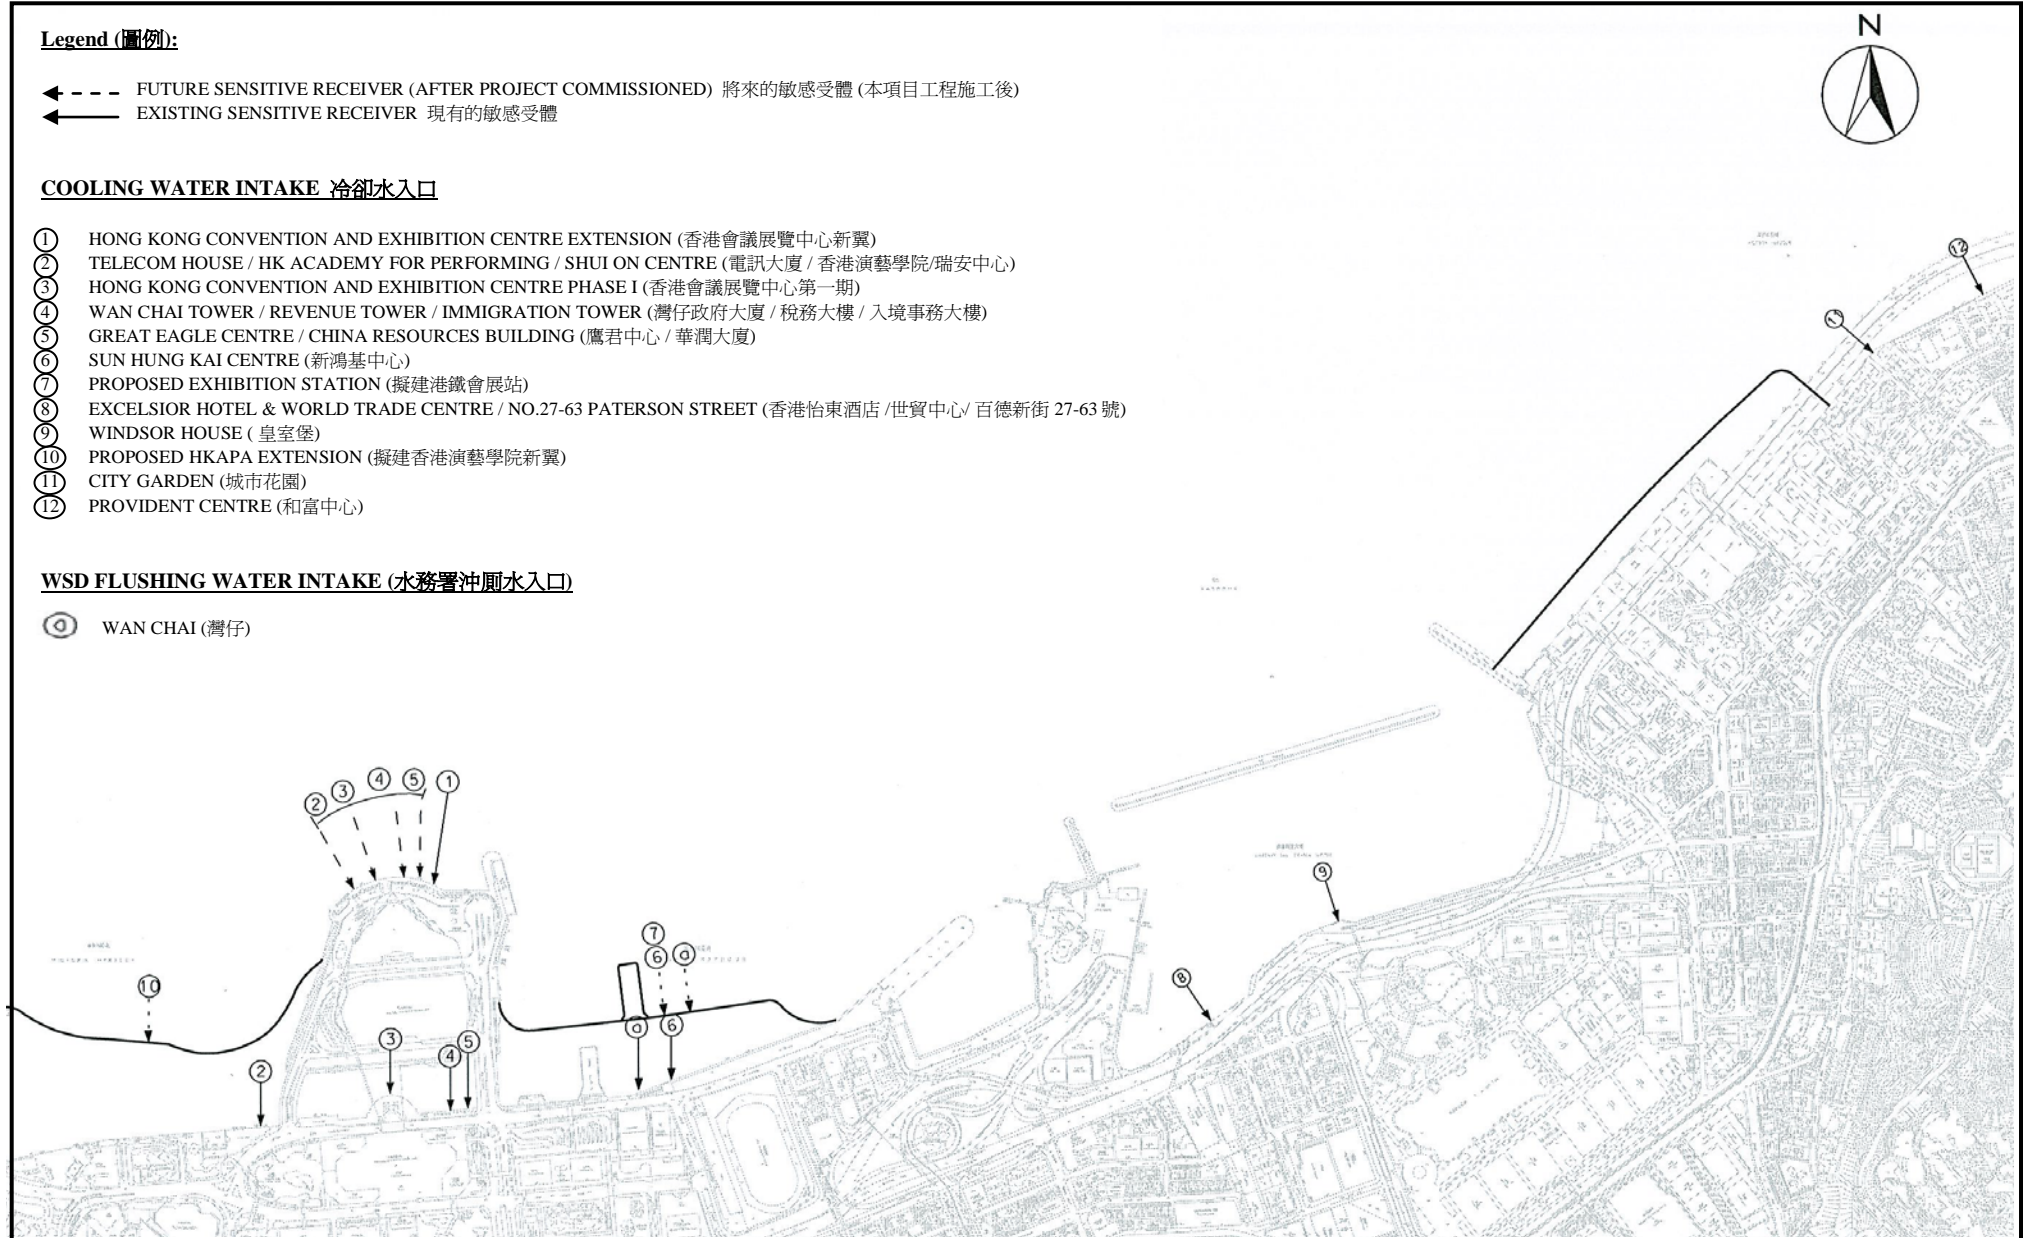 Legend (圖例):
N
FUTURE SENSITIVE RECEIVER (AFTER PROJECT COMMISSIONED) 將來的敏感受體 (本項目工程施工後)
EXISTING SENSITIVE RECEIVER 現有的敏感受體
COOLING WATER INTAKE 冷卻水入口
1 HONG KONG CONVENTION AND EXHIBITION CENTRE EXTENSION (香港會議展覽中心新翼)
2 TELECOM HOUSE / HK ACADEMY FOR PERFORMING / SHUI ON CENTRE (電訊大廈 / 香港演藝學院/瑞安中心)
3 HONG KONG CONVENTION AND EXHIBITION CENTRE PHASE I (香港會議展覽中心第一期)
4 WAN CHAI TOWER / REVENUE TOWER / IMMIGRATION TOWER (灣仔政府大廈 / 稅務大樓 / 入境事務大樓)
5 GREAT EAGLE CENTRE / CHINA RESOURCES BUILDING (鷹君中心 / 華潤大廈)
6 SUN HUNG KAI CENTRE (新鴻基中心)
7 PROPOSED EXHIBITION STATION (擬建港鐵會展站)
8 EXCELSIOR HOTEL & WORLD TRADE CENTRE / NO.27-63 PATERSON STREET (香港怡東酒店 /世貿中心/ 百德新街 27-63 號)
9 WINDSOR HOUSE ( 皇室堡)
10 PROPOSED HKAPA EXTENSION (擬建香港演藝學院新翼)
11 CITY GARDEN (城市花園)
12 PROVIDENT CENTRE (和富中心)
WSD FLUSHING WATER INTAKE (水務署沖厠水入口)
a WAN CHAI (灣仔)
12
11
2 3 4 5 1
9
7
6 a
8
10
a 6
3
2
4 5